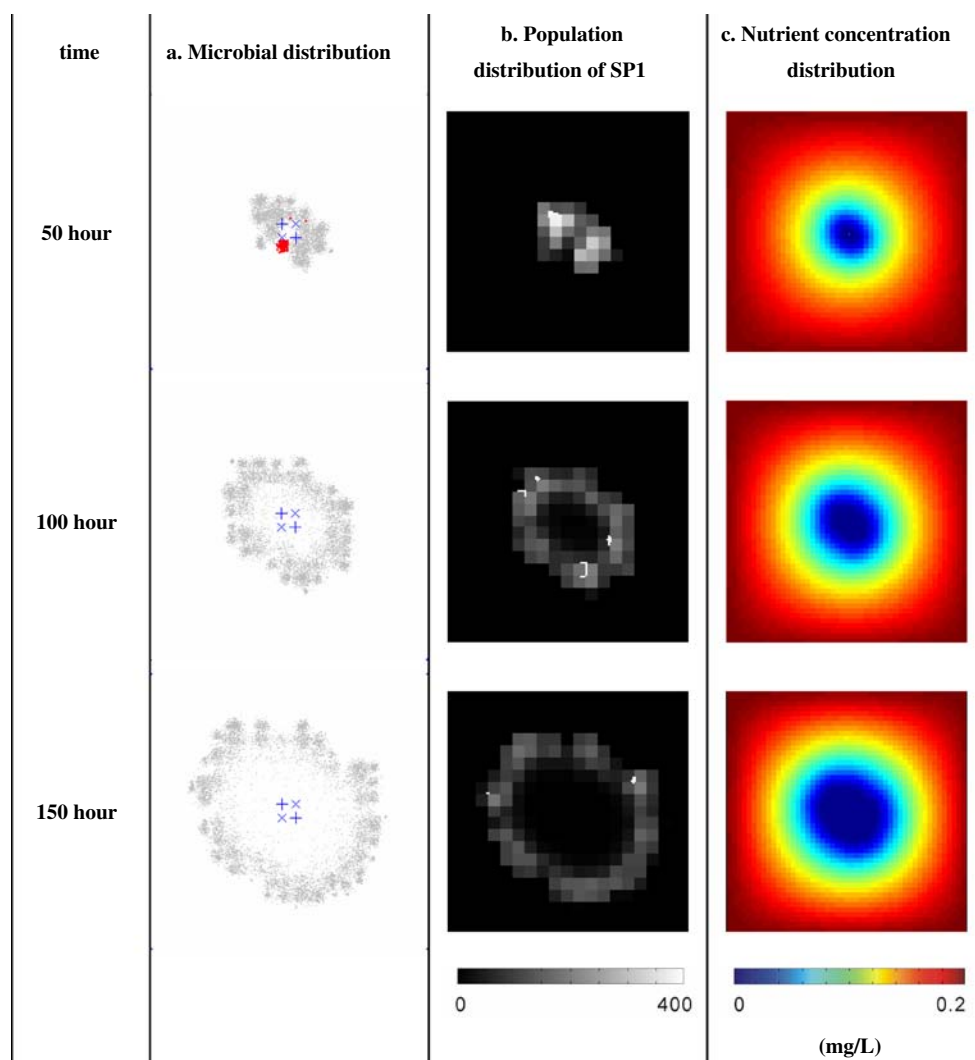 time
a. Microbial distribution
b. Population
distribution of SP1
c. Nutrient concentration
distribution
50 hour
100 hour
150 hour
0
400
0
0.2
(mg/L)